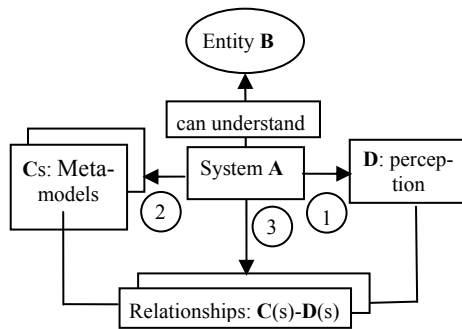 Entity B
can understand
Cs: Meta-
models
System A
D: percep-
tion
2
3
1
Relationships: C(s)-D(s)